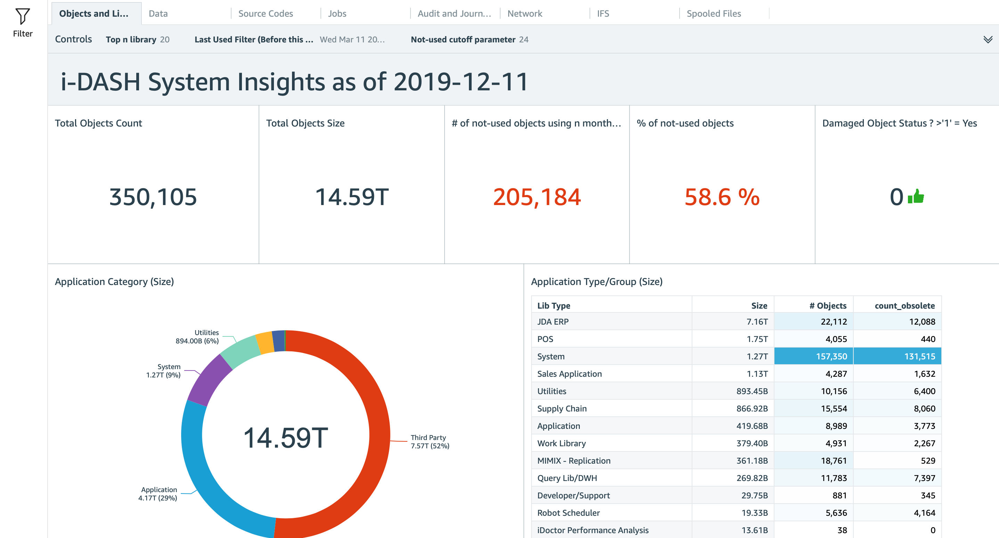 Filter
Objects and Li... Data Source Codes Jobs Audit and Journ... Network IFS Spooled Files
Controls Top n library 20 Last Used Filter (Before this ... Wed Mar 11 20... Not-used cutoff parameter 24
i-DASH System Insights as of 2019-12-11
Total Objects Count
350,105
Total Objects Size
14.59T
# of not-used objects using n month...
205,184
% of not-used objects
58.6 %
Damaged Object Status ? >'1' = Yes
0
Application Category (Size)
Utilities
894.00B (6%)
System
1.27T (9%)
14.59T
Third Party
7.57T (52%)
Application
4.17T (29%)
Application Type/Group (Size)
Lib Type Size # Objects count_obsolete
JDA ERP 7.16T 22,112 12,088
POS 1.75T 4,055 440
System 1.27T 157,350 131,515
Sales Application 1.13T 4,287 1,632
Utilities 893.45B 10,156 6,400
Supply Chain 866.92B 15,554 8,060
Application 419.68B 8,989 3,773
Work Library 379.40B 4,931 2,267
MIMIX - Replication 361.18B 18,761 529
Query Lib/DWH 269.82B 11,783 7,397
Developer/Support 29.75B 881 345
Robot Scheduler 19.33B 5,636 4,164
iDoctor Performance Analysis 13.61B 38 0